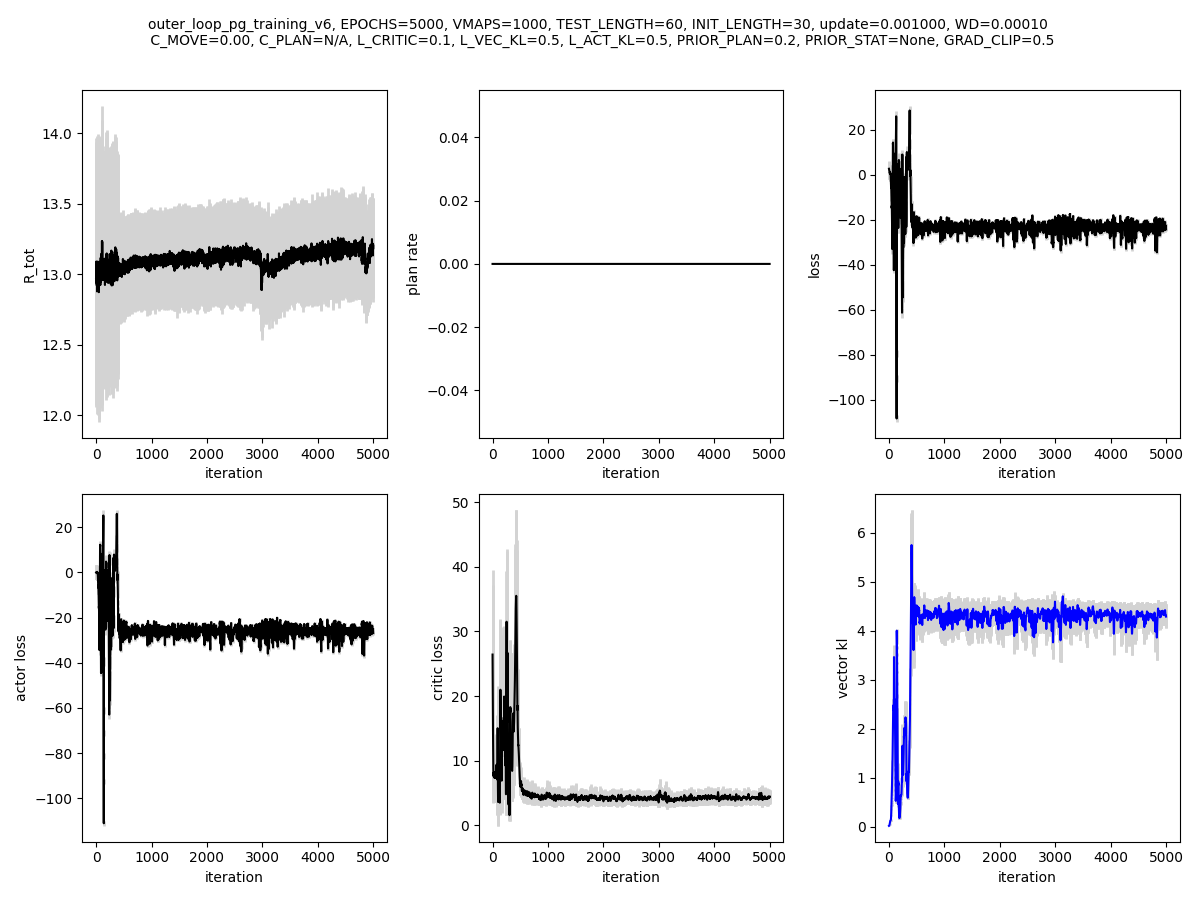 outer_loop_pg_training_v6, EPOCHS=5000, VMAPS=1000, TEST_LENGTH=60, INIT_LENGTH=30, update=0.001000, WD=0.00010
C_MOVE=0.00, C_PLAN=N/A, L_CRITIC=0.1, L_VEC_KL=0.5, L_ACT_KL=0.5, PRIOR_PLAN=0.2, PRIOR_STAT=None, GRAD_CLIP=0.5
R_tot
14.0
13.5
13.0
12.5
12.0
0 1000 2000 3000 4000 5000
iteration
plan rate
0.04
0.02
0.00
−0.02
−0.04
0 1000 2000 3000 4000 5000
iteration
loss
20
0
−20
−40
−60
−80
−100
0 1000 2000 3000 4000 5000
iteration
actor loss
20
0
−20
−40
−60
−80
−100
0 1000 2000 3000 4000 5000
iteration
critic loss
50
40
30
20
10
0
0 1000 2000 3000 4000 5000
iteration
vector kl
6
5
4
3
2
1
0
0 1000 2000 3000 4000 5000
iteration